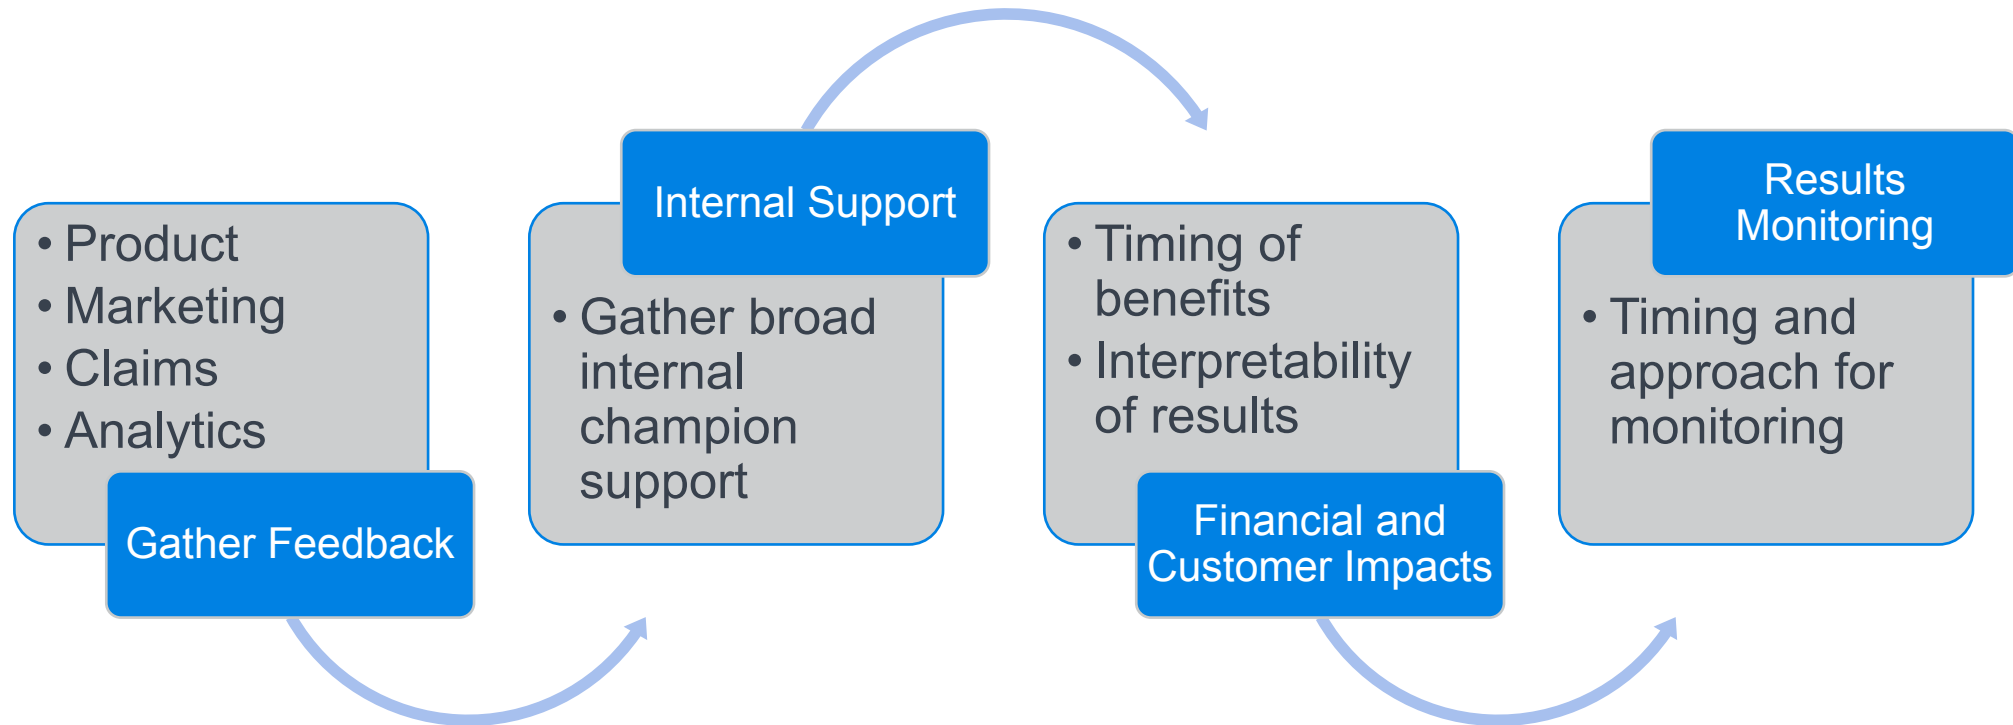 • Product
• Marketing
• Claims
• Analytics
Gather Feedback
Internal Support
• Gather broad
internal
champion
support
• Timing of
benefits
• Interpretability
of results
Financial and
Customer Impacts
Results
Monitoring
• Timing and
approach for
monitoring